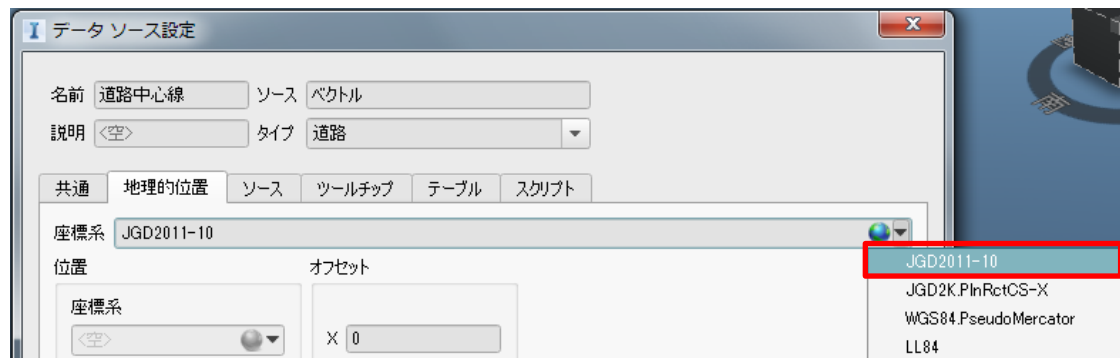 データ ソース設定
名前 道路中心線 ソース ベクトル
説明 <空> タイプ 道路
共通 地理的位置 ソース ツールチップ テーブル スクリプト
座標系 JGD2011-10
JGD2011-10
位置 オフセット
JGD2K.PlnRctCS-X
座標系
WGS84.PseudoMercator
<空> X 0
LL84
南